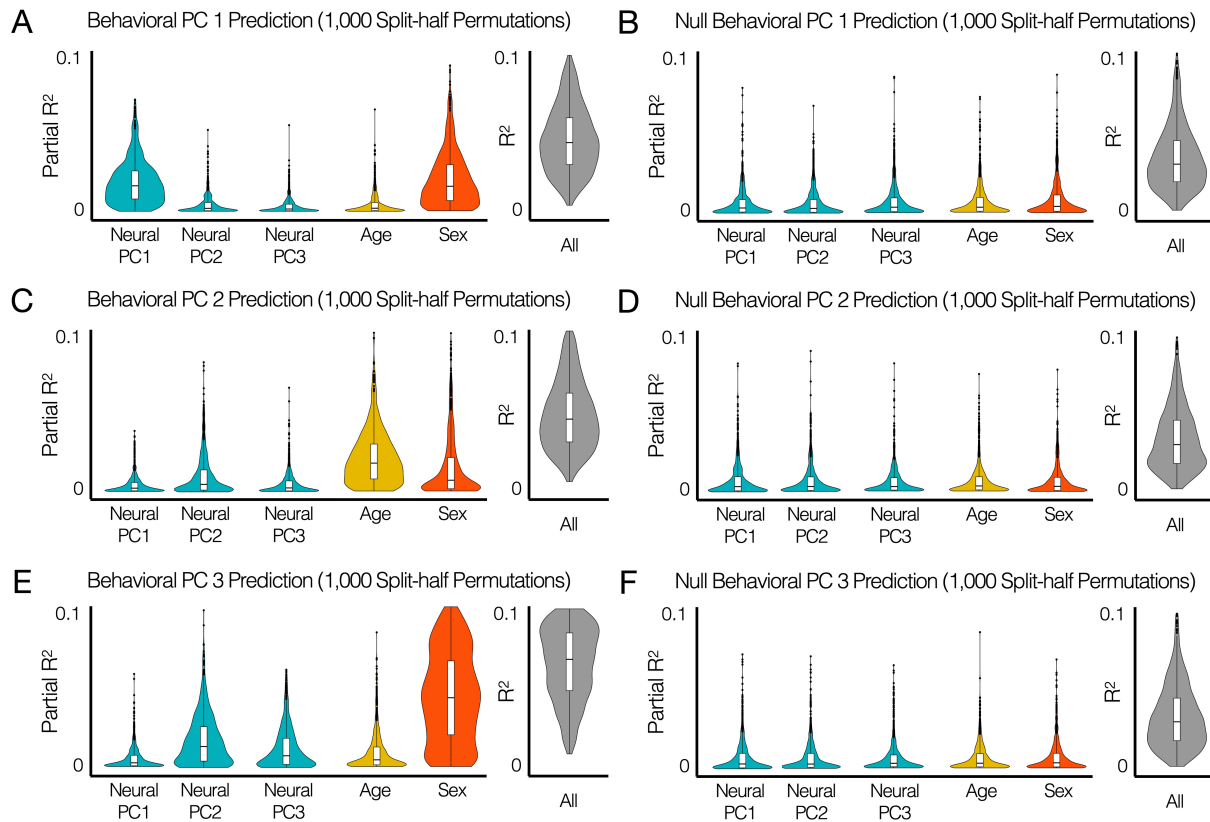 A
Behavioral PC 1 Prediction (1,000 Split-half Permutations)
0.1
Partial R²
0
Neural PC1
Neural PC2
Neural PC3
Age
Sex
0.1
R²
0
All
B
Null Behavioral PC 1 Prediction (1,000 Split-half Permutations)
0.1
Partial R²
0
Neural PC1
Neural PC2
Neural PC3
Age
Sex
0.1
R²
0
All
C
Behavioral PC 2 Prediction (1,000 Split-half Permutations)
0.1
Partial R²
0
Neural PC1
Neural PC2
Neural PC3
Age
Sex
0.1
R²
0
All
D
Null Behavioral PC 2 Prediction (1,000 Split-half Permutations)
0.1
Partial R²
0
Neural PC1
Neural PC2
Neural PC3
Age
Sex
0.1
R²
0
All
E
Behavioral PC 3 Prediction (1,000 Split-half Permutations)
0.1
Partial R²
0
Neural PC1
Neural PC2
Neural PC3
Age
Sex
0.1
R²
0
All
F
Null Behavioral PC 3 Prediction (1,000 Split-half Permutations)
0.1
Partial R²
0
Neural PC1
Neural PC2
Neural PC3
Age
Sex
0.1
R²
0
All